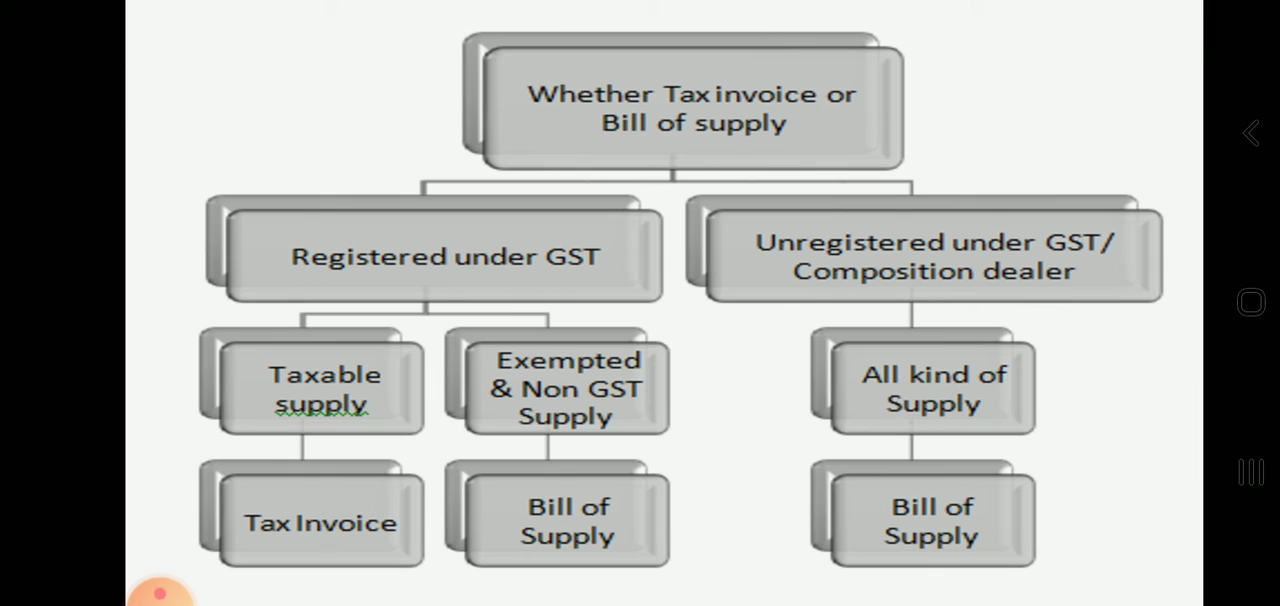 Whether Tax invoice or
Bill of supply
Registered under GST
Unregistered under GST/
Composition dealer
Taxable
supply
Exempted
& Non GST
Supply
All kind of
Supply
Tax Invoice
Bill of
Supply
Bill of
Supply